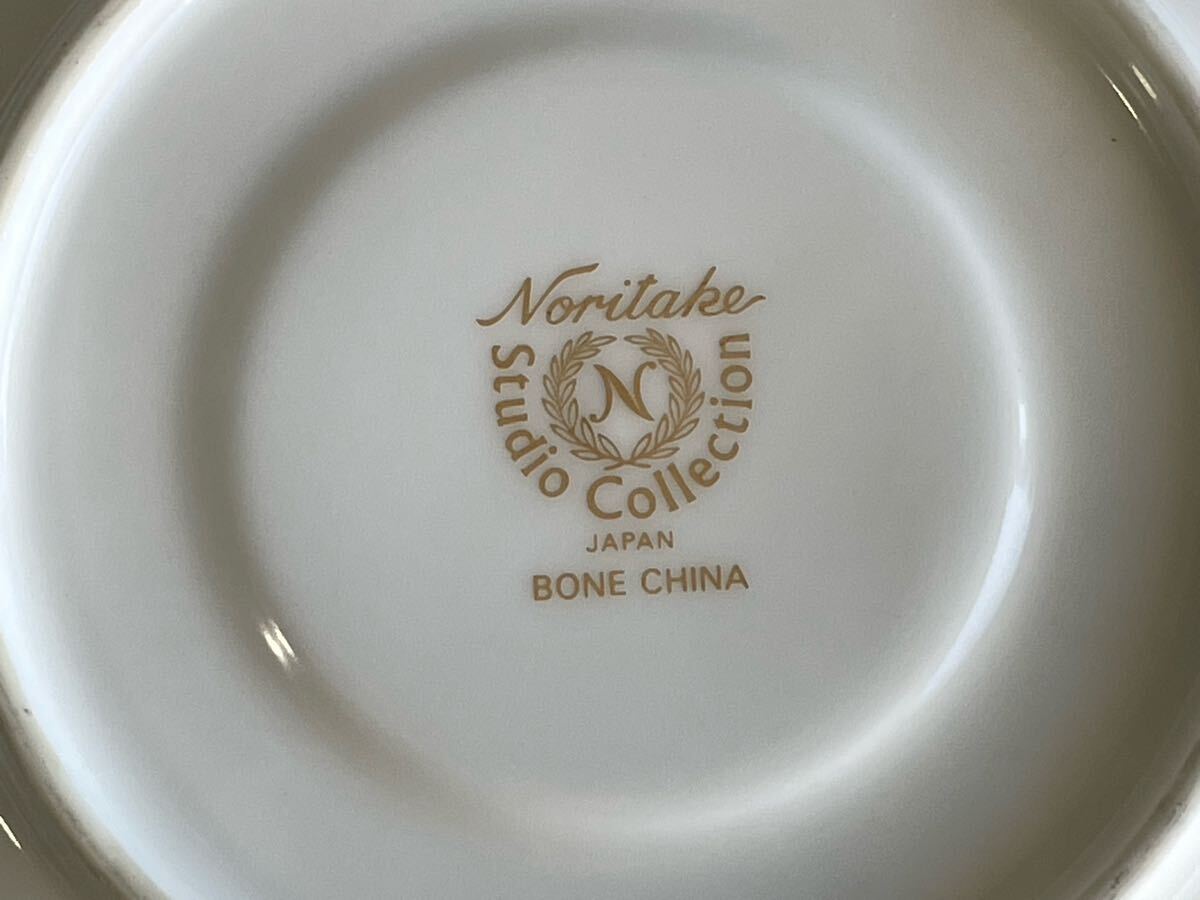 Noritake
N
Studio Collection
JAPAN
BONE CHINA